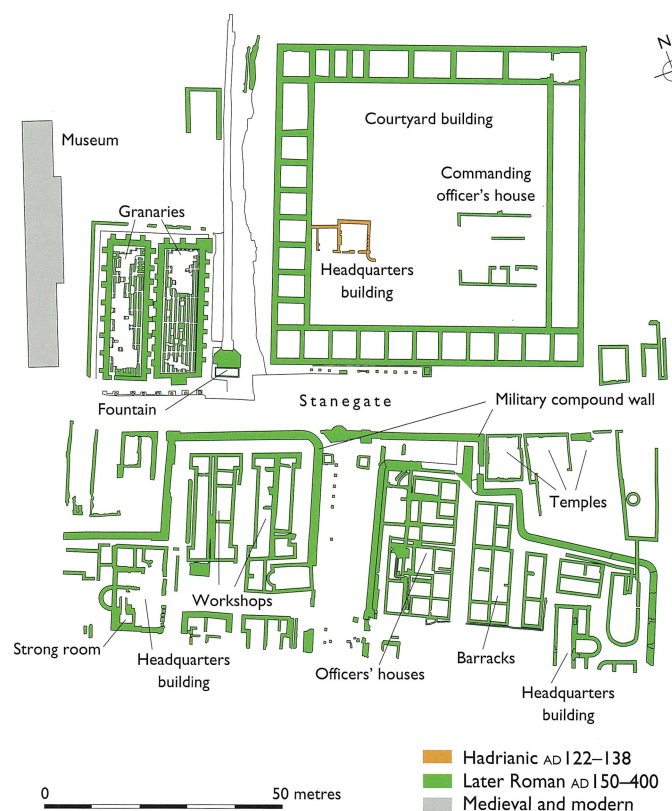 N
Museum
Courtyard building
Commanding
officer's house
Granaries
Headquarters
building
Fountain
Stanegate
Military compound wall
Temples
Workshops
Strong room
Headquarters
building
Officers' houses
Barracks
Headquarters
building
Hadrianic AD 122–138
Later Roman AD 150–400
Medieval and modern
0
50 metres